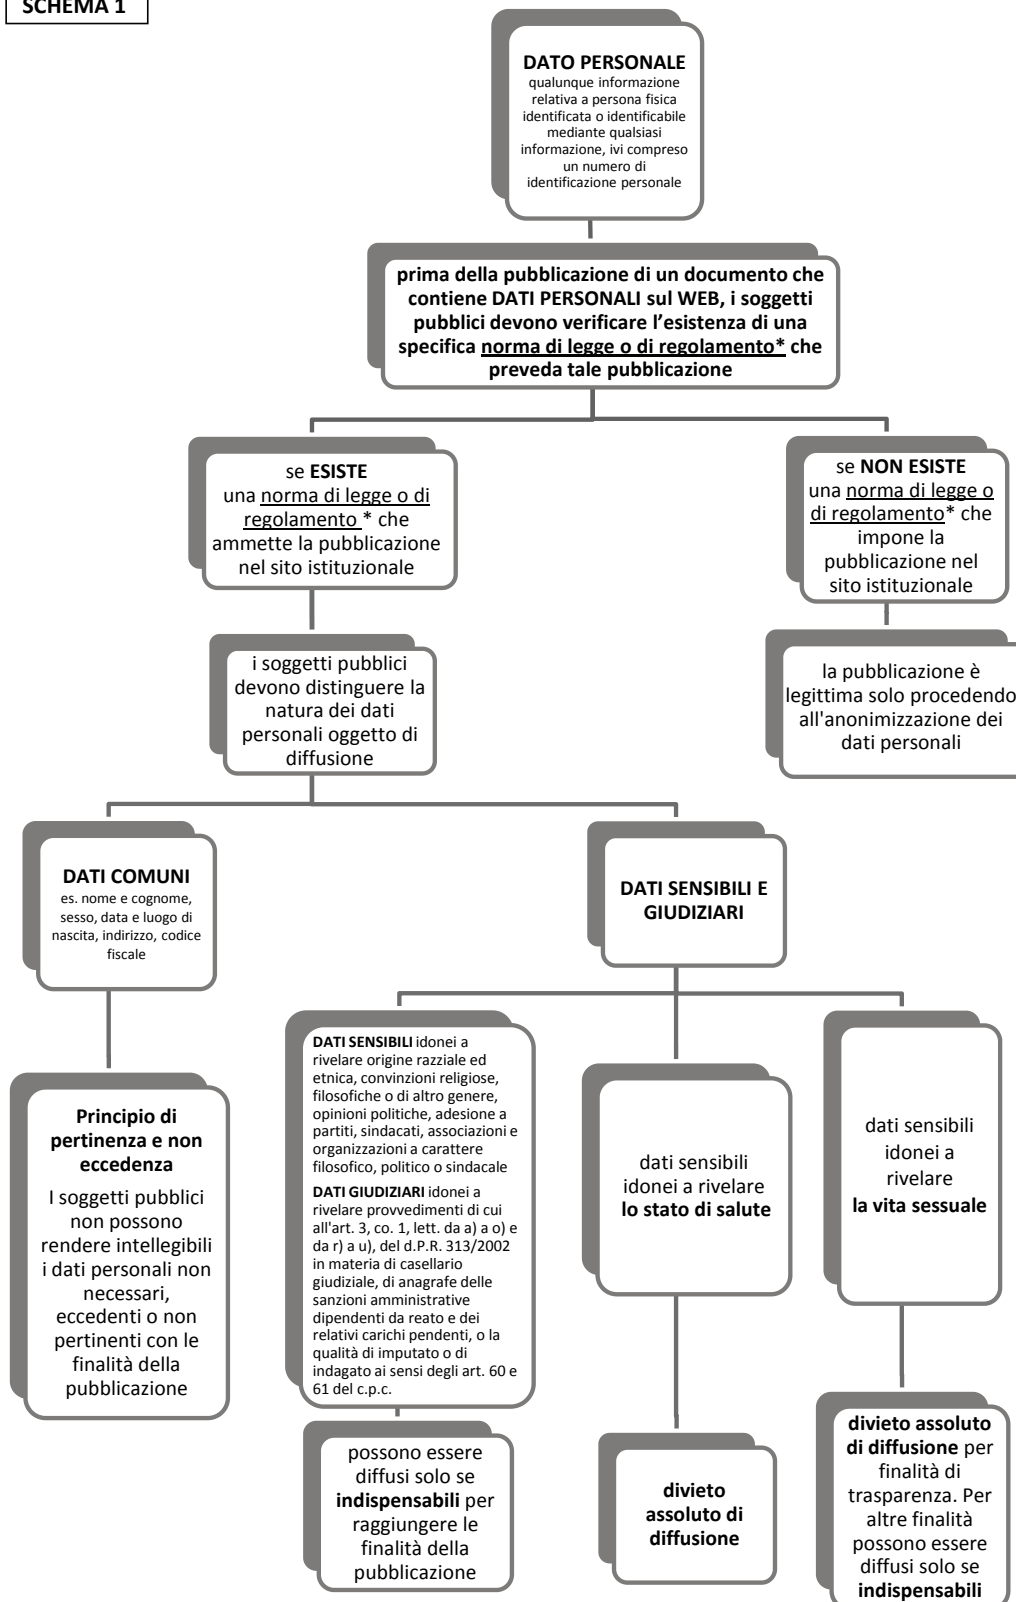 SCHEMA 1
DATO PERSONALE
qualunque informazione
relativa a persona fisica
identificata o identificabile
mediante qualsiasi
informazione, ivi compreso
un numero di
identificazione personale
prima della pubblicazione di un documento che
contiene DATI PERSONALI sul WEB, i soggetti
pubblici devono verificare l’esistenza di una
specifica norma di legge o di regolamento* che
preveda tale pubblicazione
se ESISTE
una norma di legge o di
regolamento * che
ammette la pubblicazione
nel sito istituzionale
se NON ESISTE
una norma di legge o
di regolamento* che
impone la
pubblicazione nel
sito istituzionale
i soggetti pubblici
devono distinguere la
natura dei dati
personali oggetto di
diffusione
la pubblicazione è
legittima solo procedendo
all'anonimizzazione dei
dati personali
DATI COMUNI
es. nome e cognome,
sesso, data e luogo di
nascita, indirizzo, codice
fiscale
DATI SENSIBILI E
GIUDIZIARI
Principio di
pertinenza e non
eccedenza
I soggetti pubblici
non possono
rendere intellegibili
i dati personali non
necessari,
eccedenti o non
pertinenti con le
finalità della
pubblicazione
DATI SENSIBILI idonei a
rivelare origine razziale ed
etnica, convinzioni religiose,
filosofiche o di altro genere,
opinioni politiche, adesione a
partiti, sindacati, associazioni e
organizzazioni a carattere
filosofico, politico o sindacale
DATI GIUDIZIARI idonei a
rivelare provvedimenti di cui
all'art. 3, co. 1, lett. da a) a o) e
da r) a u), del d.P.R. 313/2002
in materia di casellario
giudiziale, di anagrafe delle
sanzioni amministrative
dipendenti da reato e dei
relativi carichi pendenti, o la
qualità di imputato o di
indagato ai sensi degli art. 60 e
61 del c.p.c.
dati sensibili
idonei a rivelare
lo stato di salute
dati sensibili
idonei a
rivelare
la vita sessuale
possono essere
diffusi solo se
indispensabili per
raggiungere le
finalità della
pubblicazione
divieto
assoluto di
diffusione
divieto assoluto
di diffusione per
finalità di
trasparenza. Per
altre finalità
possono essere
diffusi solo se
indispensabili